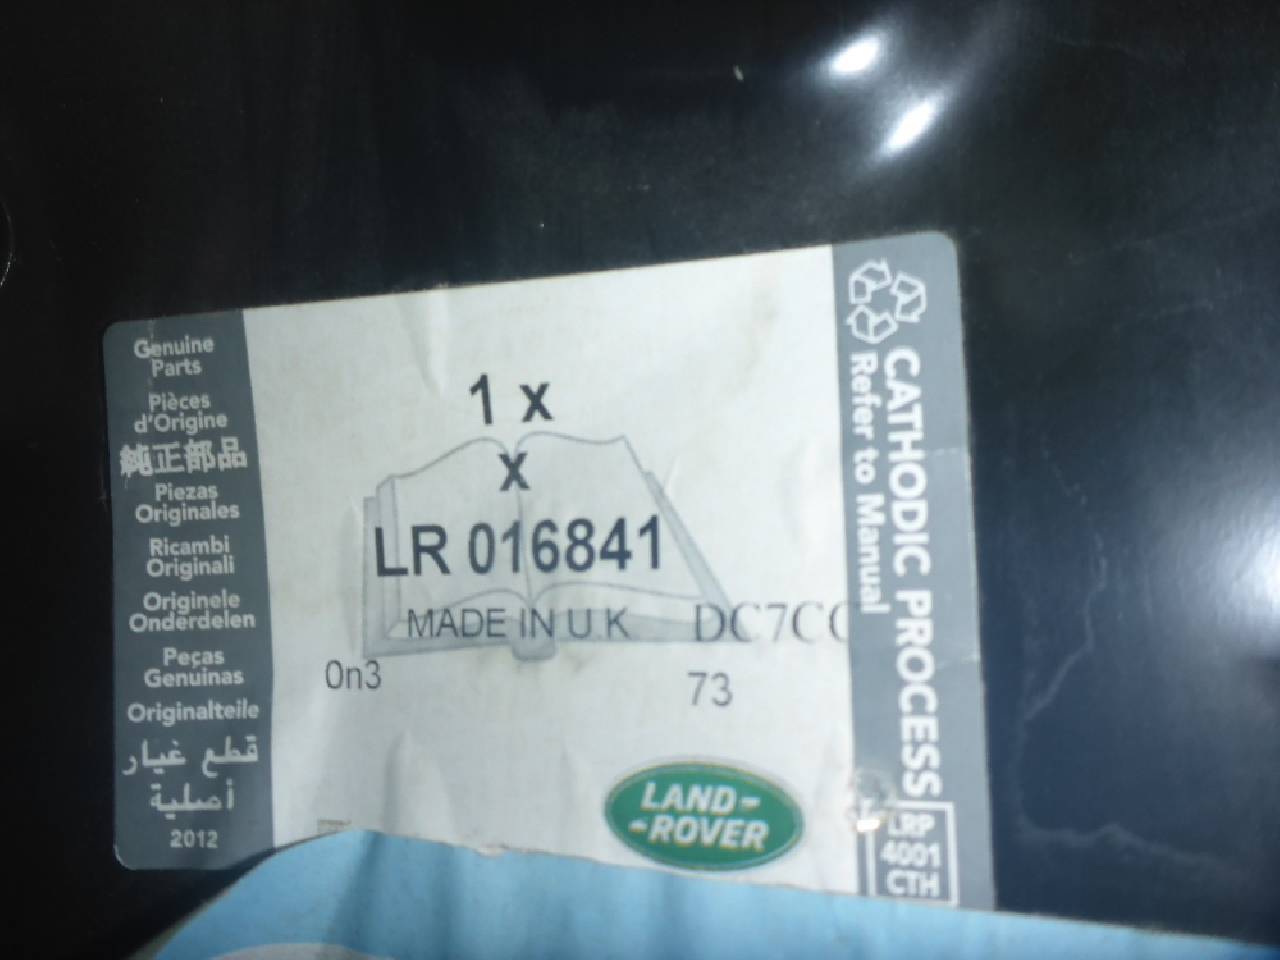 Genuine
Parts
Pièces
d'Origine
純正部品
Piezas
Originales
Ricambi
Originali
Originele
Onderdelen
Peças
Genuinas
Originalteile
قطع غيار
أصلية
2012
1 x
x
LR 016841
MADE IN U K DC7CC
0n3 73
LAND-
-ROVER
CATHODIC PROCESS
Refer to Manual
LRP
4001
CTH